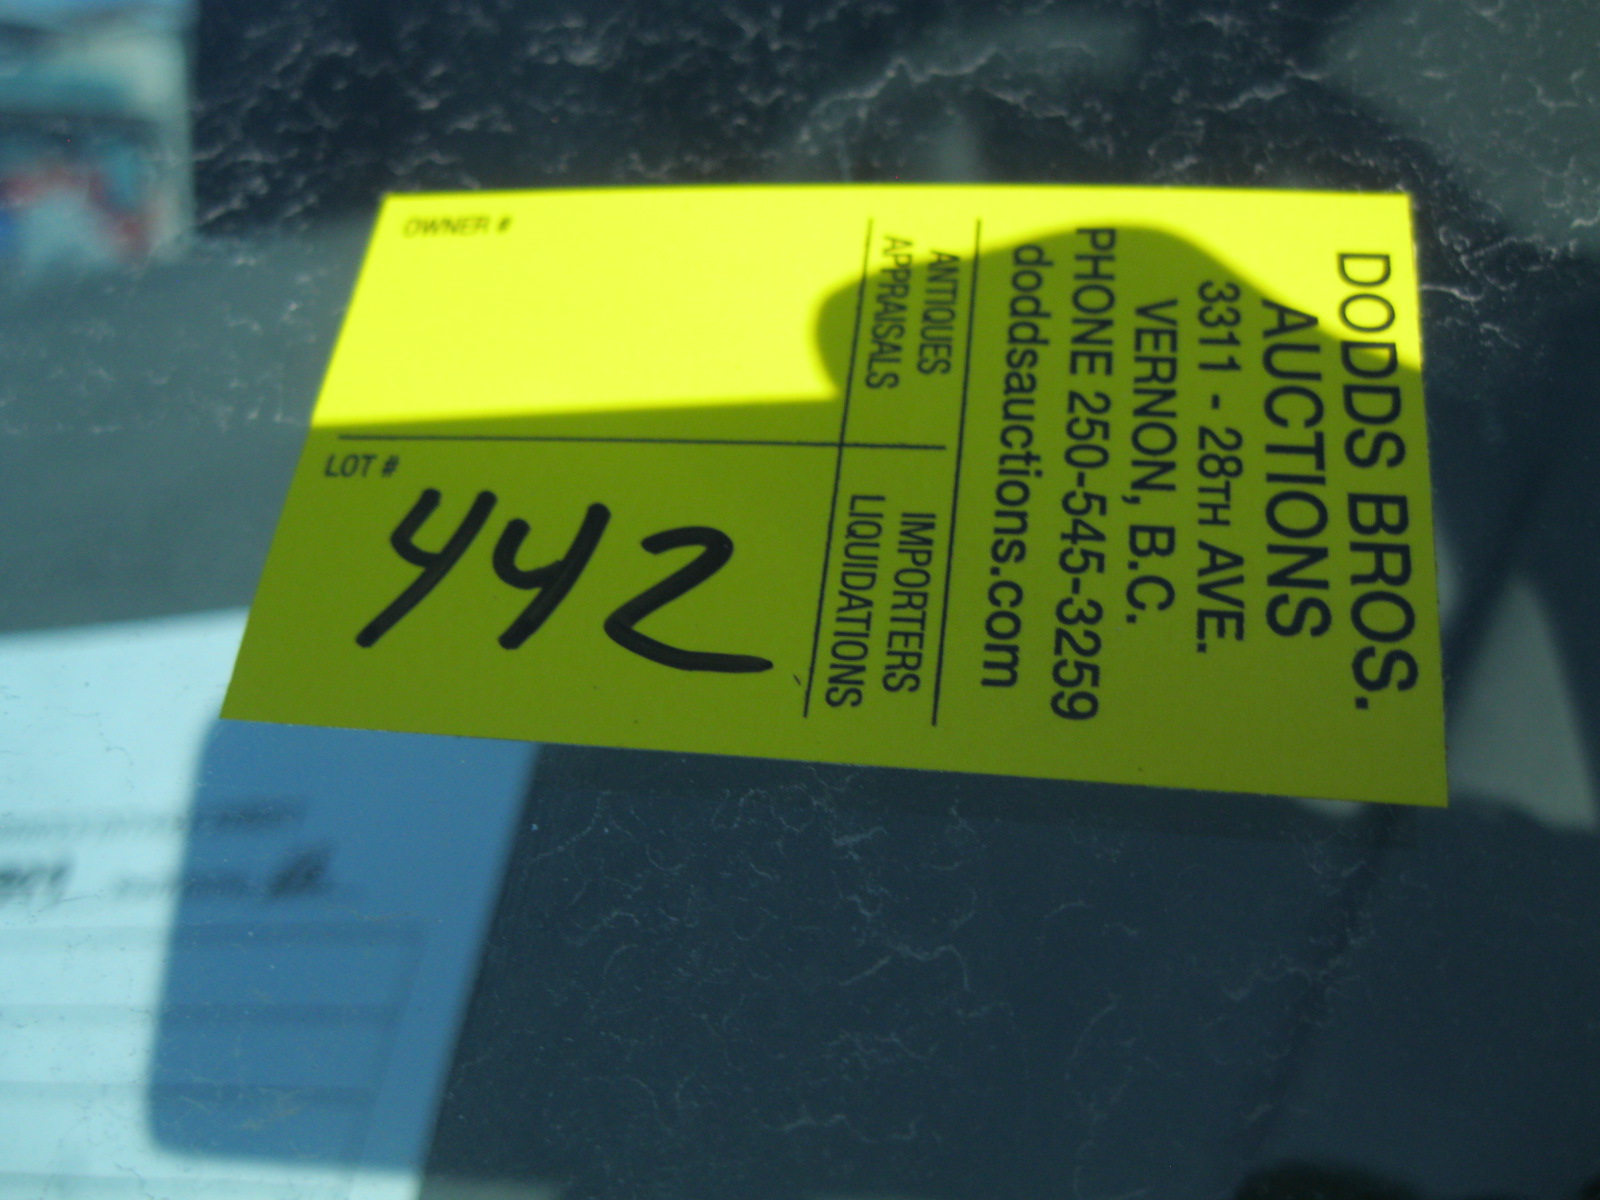 DODDS BROS.
AUCTIONS
3311 - 28TH AVE.
VERNON, B.C.
PHONE 250-545-3259
doddsauctions.com
ANTIQUES IMPORTERS
APPRAISALS LIQUIDATIONS
OWNER #
LOT #
442